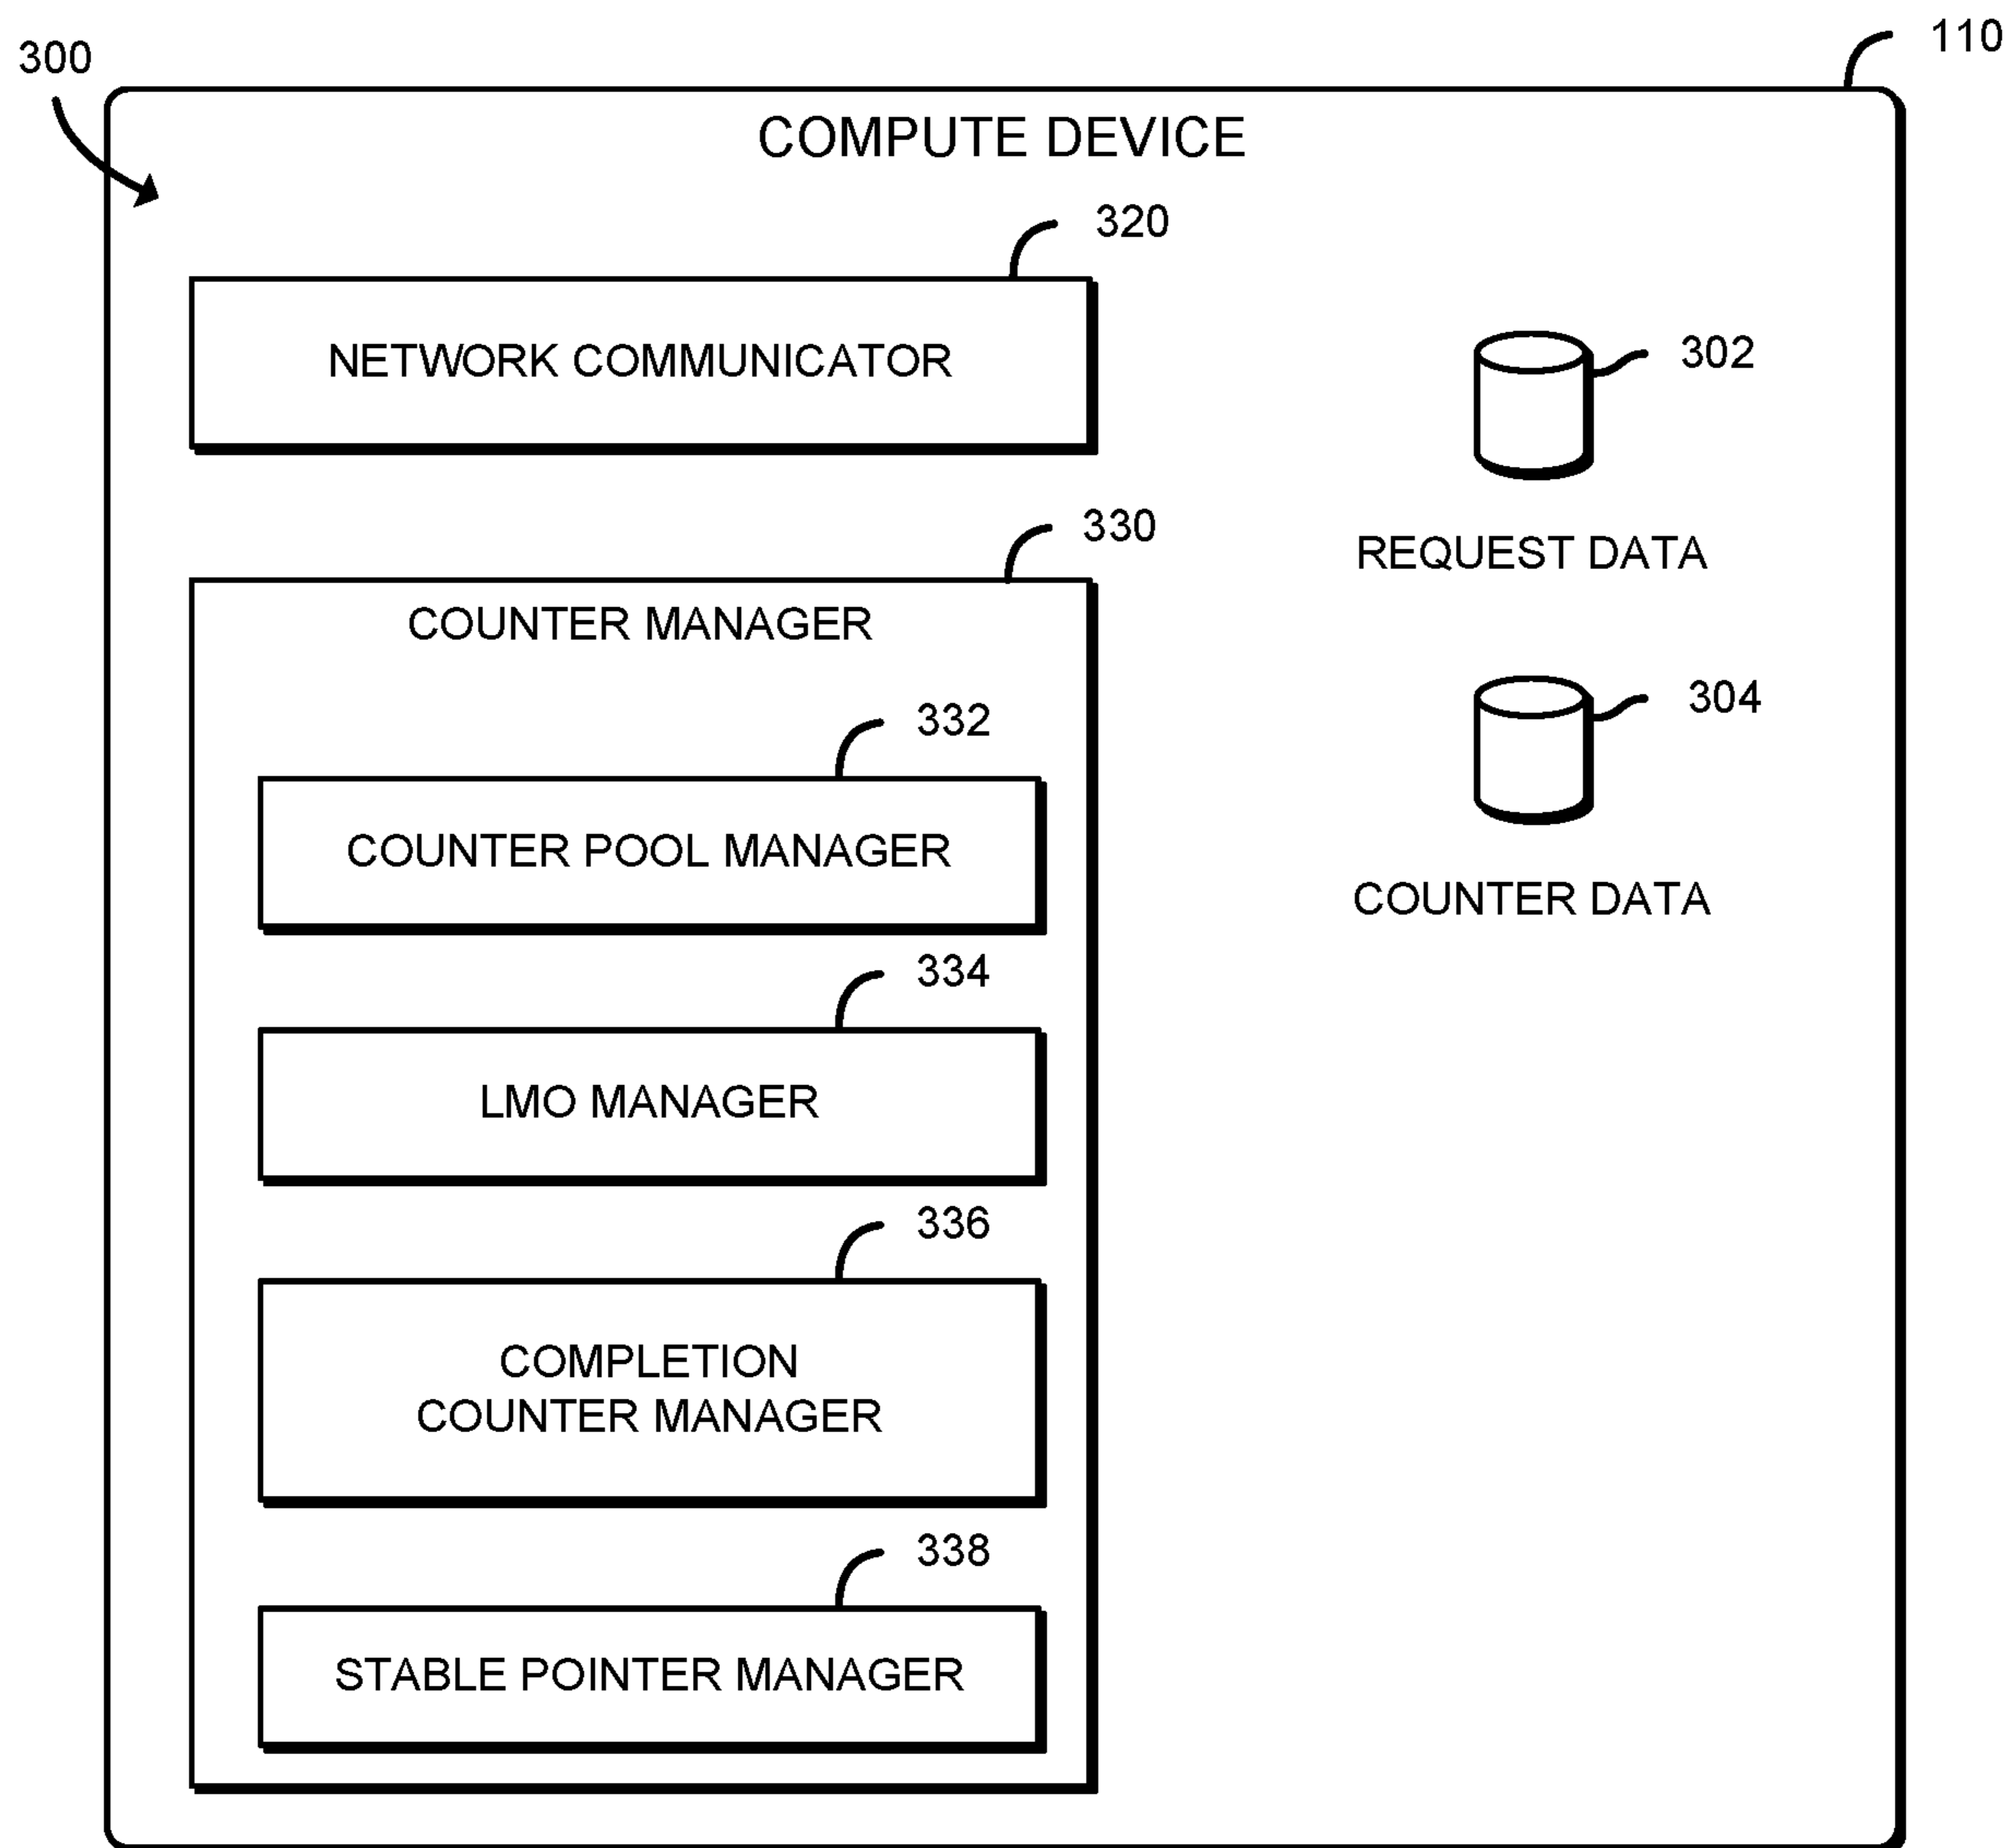 110
300
COMPUTE DEVICE
320
NETWORK COMMUNICATOR
302
REQUEST DATA
330
COUNTER MANAGER
304
COUNTER DATA
332
COUNTER POOL MANAGER
334
LMO MANAGER
336
COMPLETION
COUNTER MANAGER
338
STABLE POINTER MANAGER